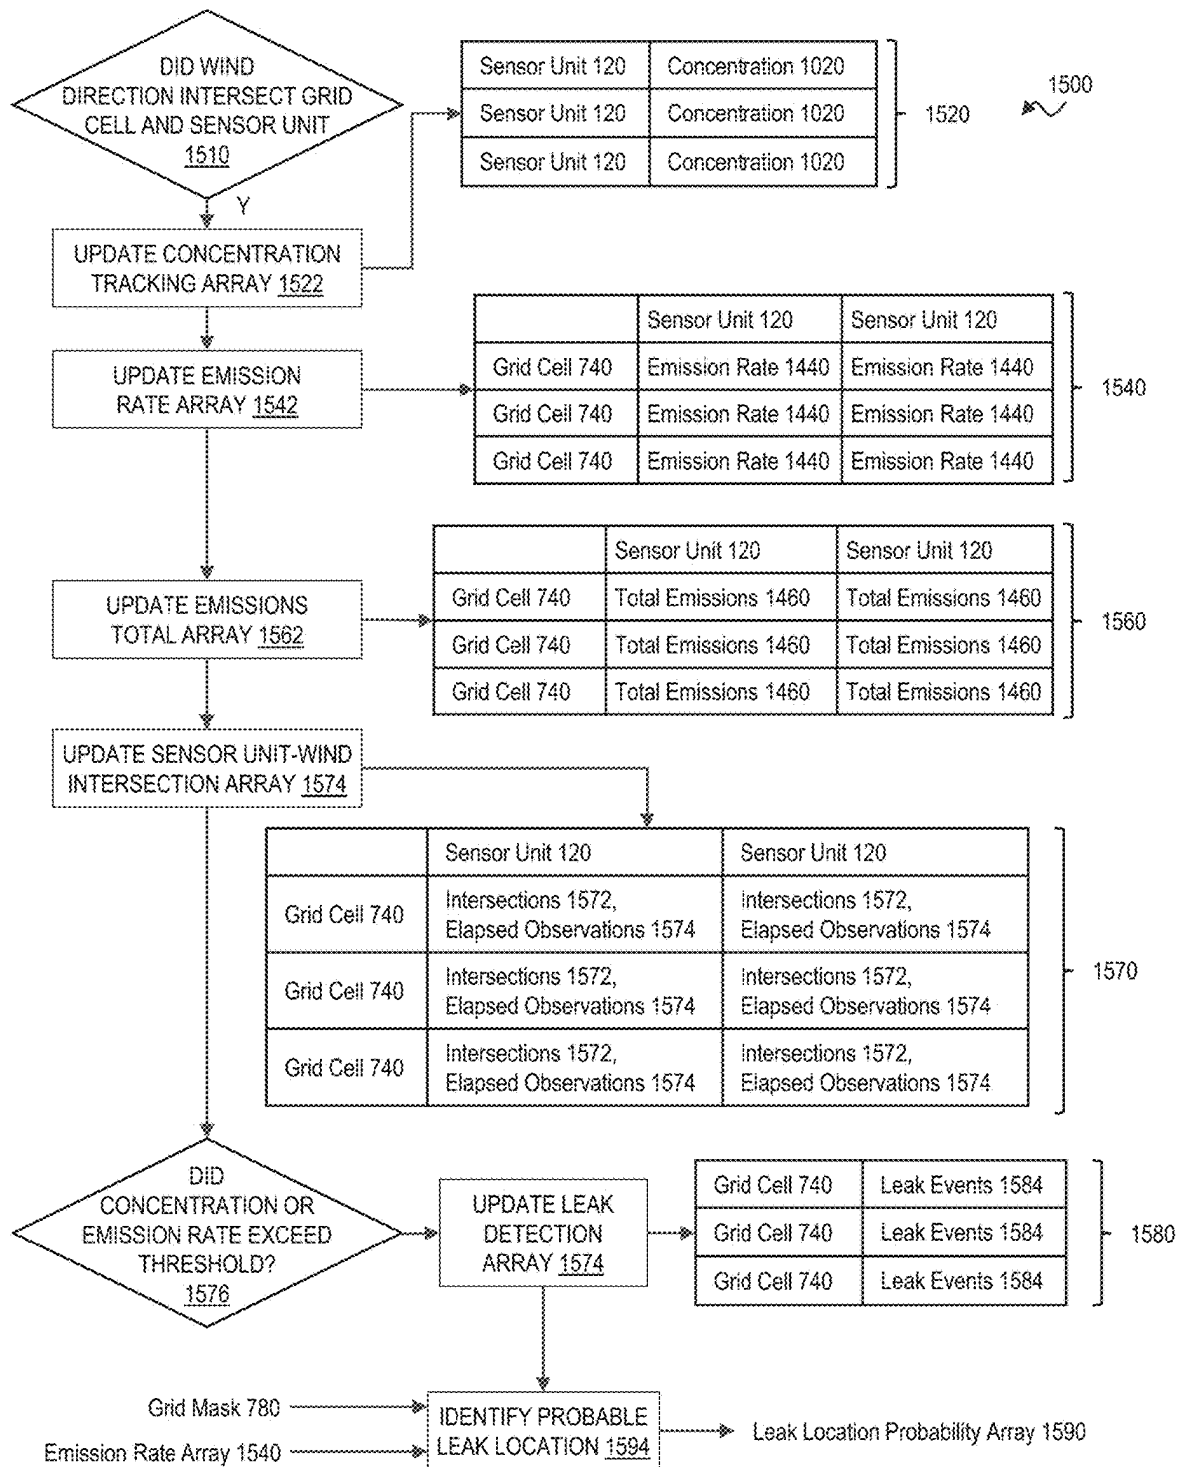 DID WIND
DIRECTION INTERSECT GRID
CELL AND SENSOR UNIT
1510
Y
Sensor Unit 120 Concentration 1020
Sensor Unit 120 Concentration 1020
Sensor Unit 120 Concentration 1020
1520
1500
UPDATE CONCENTRATION
TRACKING ARRAY 1522
UPDATE EMISSION
RATE ARRAY 1542
Sensor Unit 120 Sensor Unit 120
Grid Cell 740 Emission Rate 1440 Emission Rate 1440
Grid Cell 740 Emission Rate 1440 Emission Rate 1440
Grid Cell 740 Emission Rate 1440 Emission Rate 1440
1540
UPDATE EMISSIONS
TOTAL ARRAY 1562
Sensor Unit 120 Sensor Unit 120
Grid Cell 740 Total Emissions 1460 Total Emissions 1460
Grid Cell 740 Total Emissions 1460 Total Emissions 1460
Grid Cell 740 Total Emissions 1460 Total Emissions 1460
1560
UPDATE SENSOR UNIT-WIND
INTERSECTION ARRAY 1574
Sensor Unit 120 Sensor Unit 120
Grid Cell 740
Intersections 1572,
Elapsed Observations 1574
Intersections 1572,
Elapsed Observations 1574
Grid Cell 740
Intersections 1572,
Elapsed Observations 1574
Intersections 1572,
Elapsed Observations 1574
Grid Cell 740
Intersections 1572,
Elapsed Observations 1574
Intersections 1572,
Elapsed Observations 1574
1570
DID
CONCENTRATION OR
EMISSION RATE EXCEED
THRESHOLD?
1576
UPDATE LEAK
DETECTION
ARRAY 1574
Grid Cell 740 Leak Events 1584
Grid Cell 740 Leak Events 1584
Grid Cell 740 Leak Events 1584
1580
Grid Mask 780
Emission Rate Array 1540
IDENTIFY PROBABLE
LEAK LOCATION 1594
Leak Location Probability Array 1590